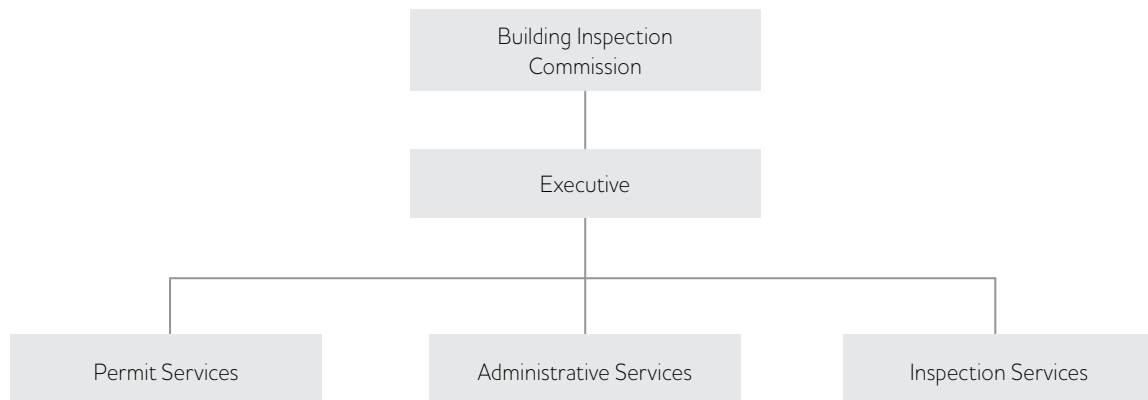 Building Inspection
Commission
Executive
Permit Services
Administrative Services
Inspection Services